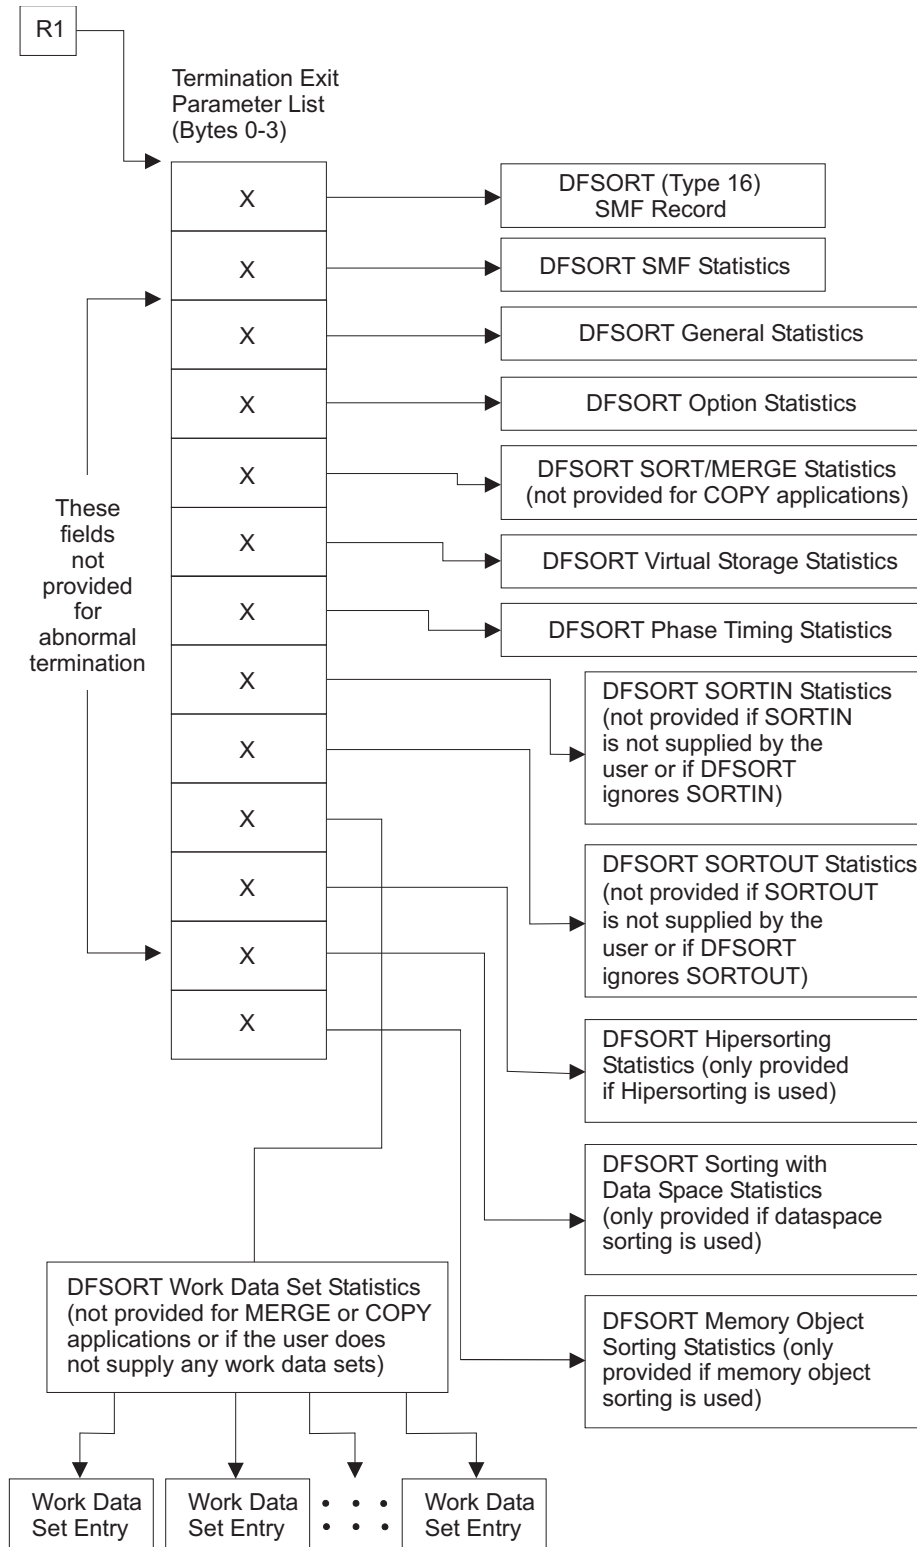 R1
Termination Exit
Parameter List
(Bytes 0-3)
X
DFSORT (Type 16)
SMF Record
X
DFSORT SMF Statistics
X
DFSORT General Statistics
X
DFSORT Option Statistics
X
DFSORT SORT/MERGE Statistics
(not provided for COPY applications)
These
fields
not
provided
for
abnormal
termination
X
DFSORT Virtual Storage Statistics
X
DFSORT Phase Timing Statistics
X
DFSORT SORTIN Statistics
(not provided if SORTIN
is not supplied by the
user or if DFSORT
ignores SORTIN)
X
DFSORT SORTOUT Statistics
(not provided if SORTOUT
is not supplied by the
user or if DFSORT
ignores SORTOUT)
X
X
DFSORT Hipersorting
Statistics (only provided
if Hipersorting is used)
X
DFSORT Sorting with
Data Space Statistics
(only provided if dataspace
sorting is used)
X
DFSORT Memory Object
Sorting Statistics (only
provided if memory object
sorting is used)
DFSORT Work Data Set Statistics
(not provided for MERGE or COPY
applications or if the user does
not supply any work data sets)
Work Data
Set Entry
Work Data
Set Entry
Work Data
Set Entry